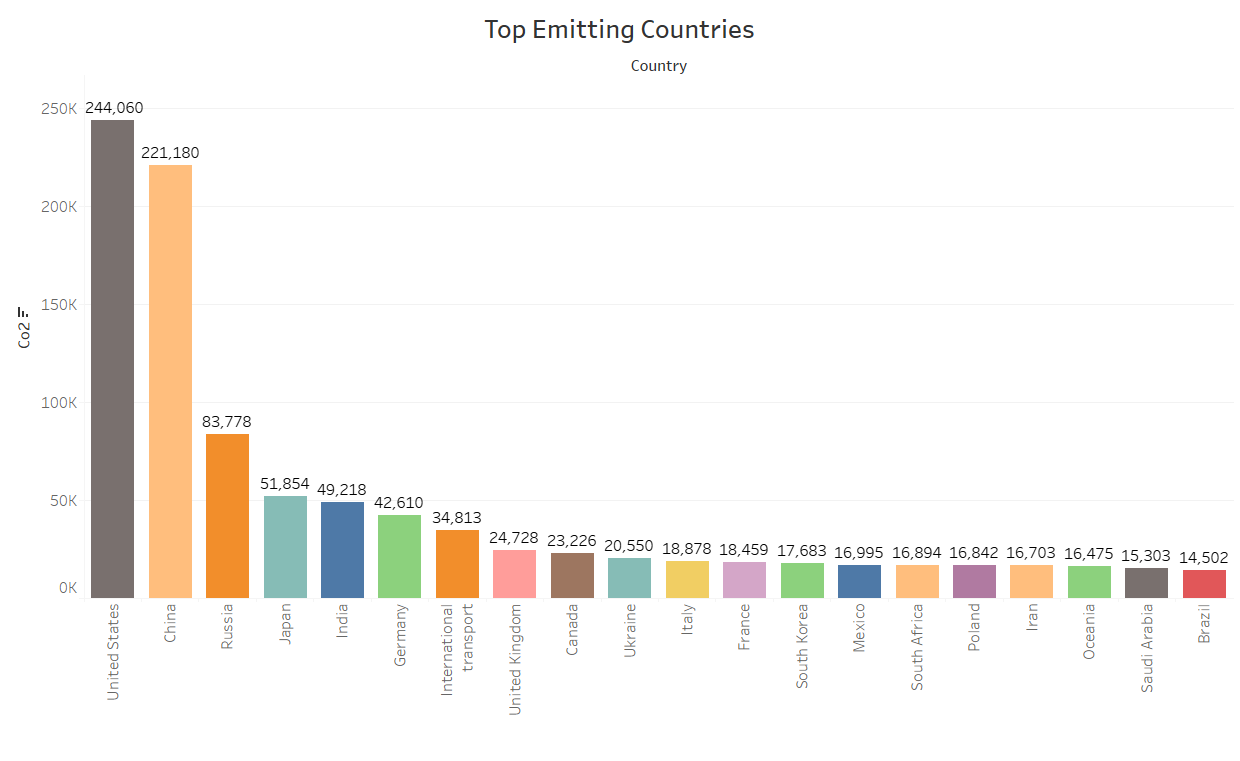 Top Emitting Countries
Country
Co2
250K
200K
150K
100K
50K
0K
244,060
221,180
83,778
51,854
49,218
42,610
34,813
24,728
23,226
20,550
18,878
18,459
17,683
16,995
16,894
16,842
16,703
16,475
15,303
14,502
United States
China
Russia
Japan
India
Germany
International
transport
United Kingdom
Canada
Ukraine
Italy
France
South Korea
Mexico
South Africa
Poland
Iran
Oceania
Saudi Arabia
Brazil